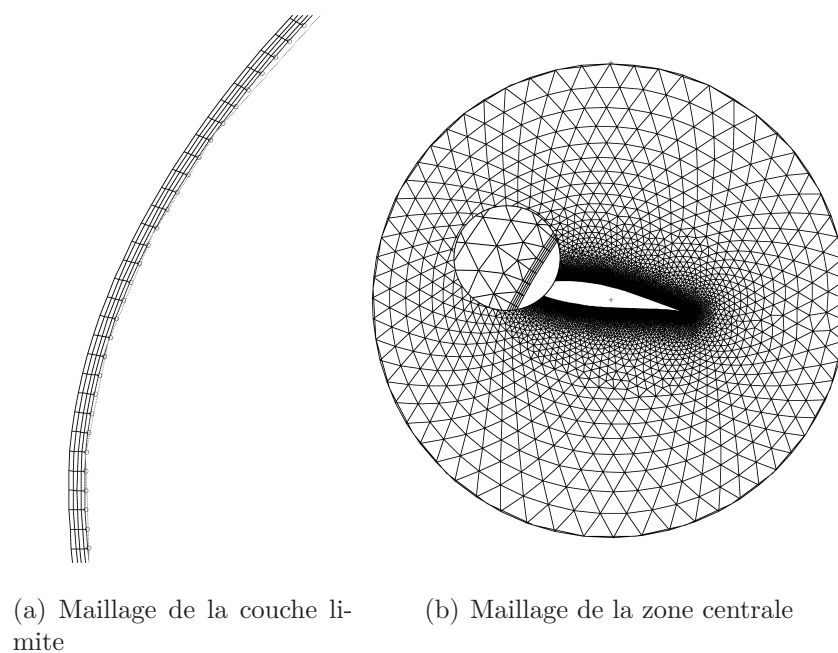 (a) Maillage de la couche li-
mite
(b) Maillage de la zone centrale